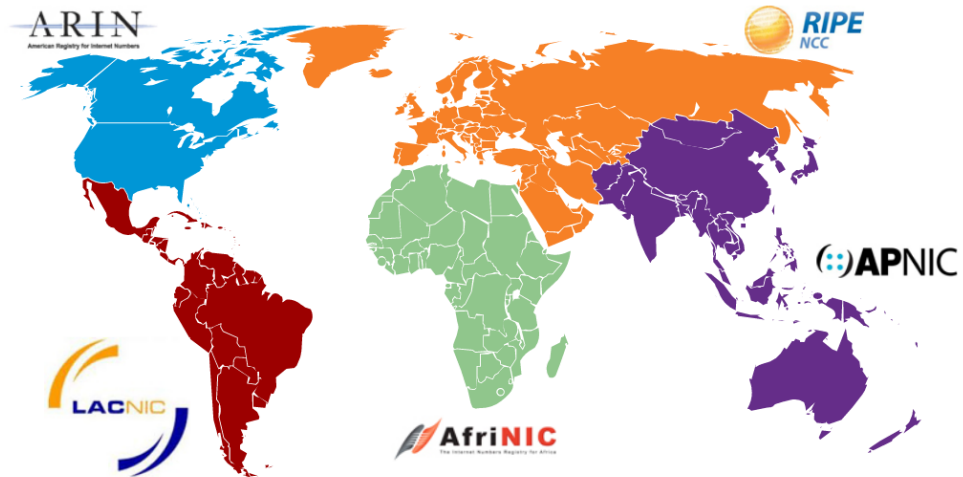 ARIN
American Registry for Internet Numbers
RIPE
NCC
APNIC
LACNIC
AfriNIC
The Internet Numbers Registry for Africa